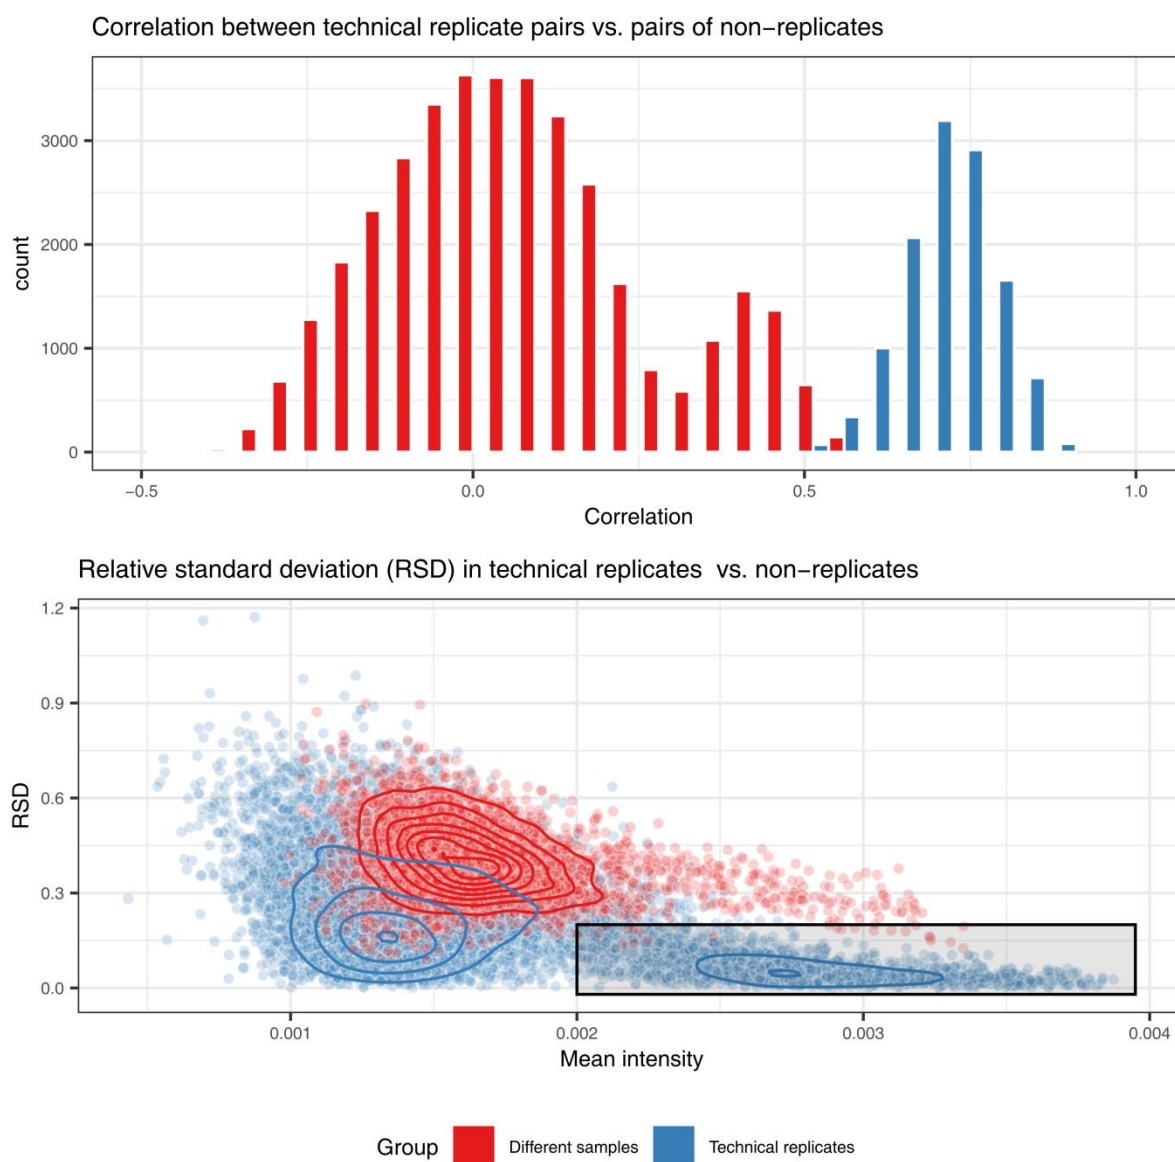 Correlation between technical replicate pairs vs. pairs of non−replicates
3000
2000
1000
0
count
−0.5 0.0 0.5 1.0
Correlation
Relative standard deviation (RSD) in technical replicates vs. non−replicates
1.2
0.9
0.6
0.3
0.0
RSD
0.001 0.002 0.003 0.004
Mean intensity
Group Different samples Technical replicates